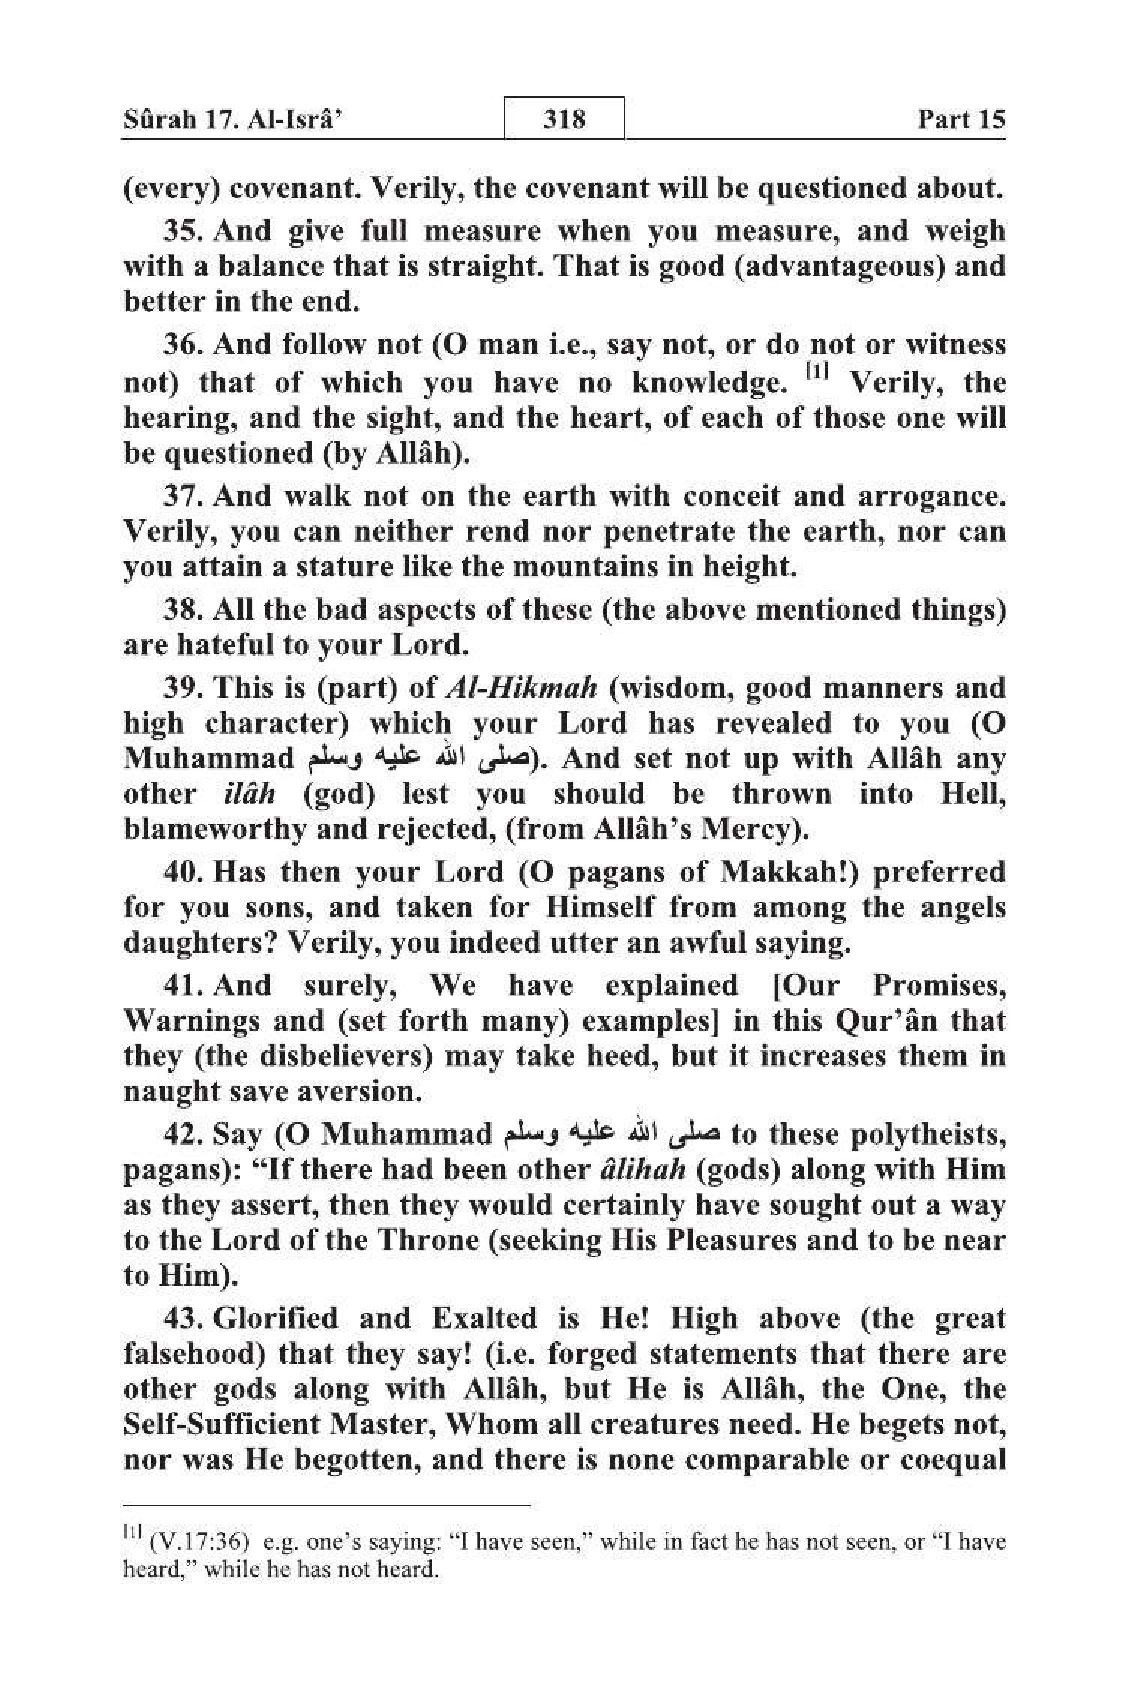 Sûrah 17. Al-Isrâ’ 318 Part 15
(every) covenant. Verily, the covenant will be questioned about.
35. And give full measure when you measure, and weigh
with a balance that is straight. That is good (advantageous) and
better in the end.
36. And follow not (O man i.e., say not, or do not or witness
not) that of which you have no knowledge. [1] Verily, the
hearing, and the sight, and the heart, of each of those one will
be questioned (by Allâh).
37. And walk not on the earth with conceit and arrogance.
Verily, you can neither rend nor penetrate the earth, nor can
you attain a stature like the mountains in height.
38. All the bad aspects of these (the above mentioned things)
are hateful to your Lord.
39. This is (part) of Al-Hikmah (wisdom, good manners and
high character) which your Lord has revealed to you (O
Muhammad صلى الله عليه وسلم). And set not up with Allâh any
other ilâh (god) lest you should be thrown into Hell,
blameworthy and rejected, (from Allâh’s Mercy).
40. Has then your Lord (O pagans of Makkah!) preferred
for you sons, and taken for Himself from among the angels
daughters? Verily, you indeed utter an awful saying.
41. And surely, We have explained [Our Promises,
Warnings and (set forth many) examples] in this Qur’ân that
they (the disbelievers) may take heed, but it increases them in
naught save aversion.
42. Say (O Muhammad صلى الله عليه وسلم to these polytheists,
pagans): “If there had been other âlihah (gods) along with Him
as they assert, then they would certainly have sought out a way
to the Lord of the Throne (seeking His Pleasures and to be near
to Him).
43. Glorified and Exalted is He! High above (the great
falsehood) that they say! (i.e. forged statements that there are
other gods along with Allâh, but He is Allâh, the One, the
Self-Sufficient Master, Whom all creatures need. He begets not,
nor was He begotten, and there is none comparable or coequal
[1] (V.17:36) e.g. one’s saying: “I have seen,” while in fact he has not seen, or “I have
heard,” while he has not heard.